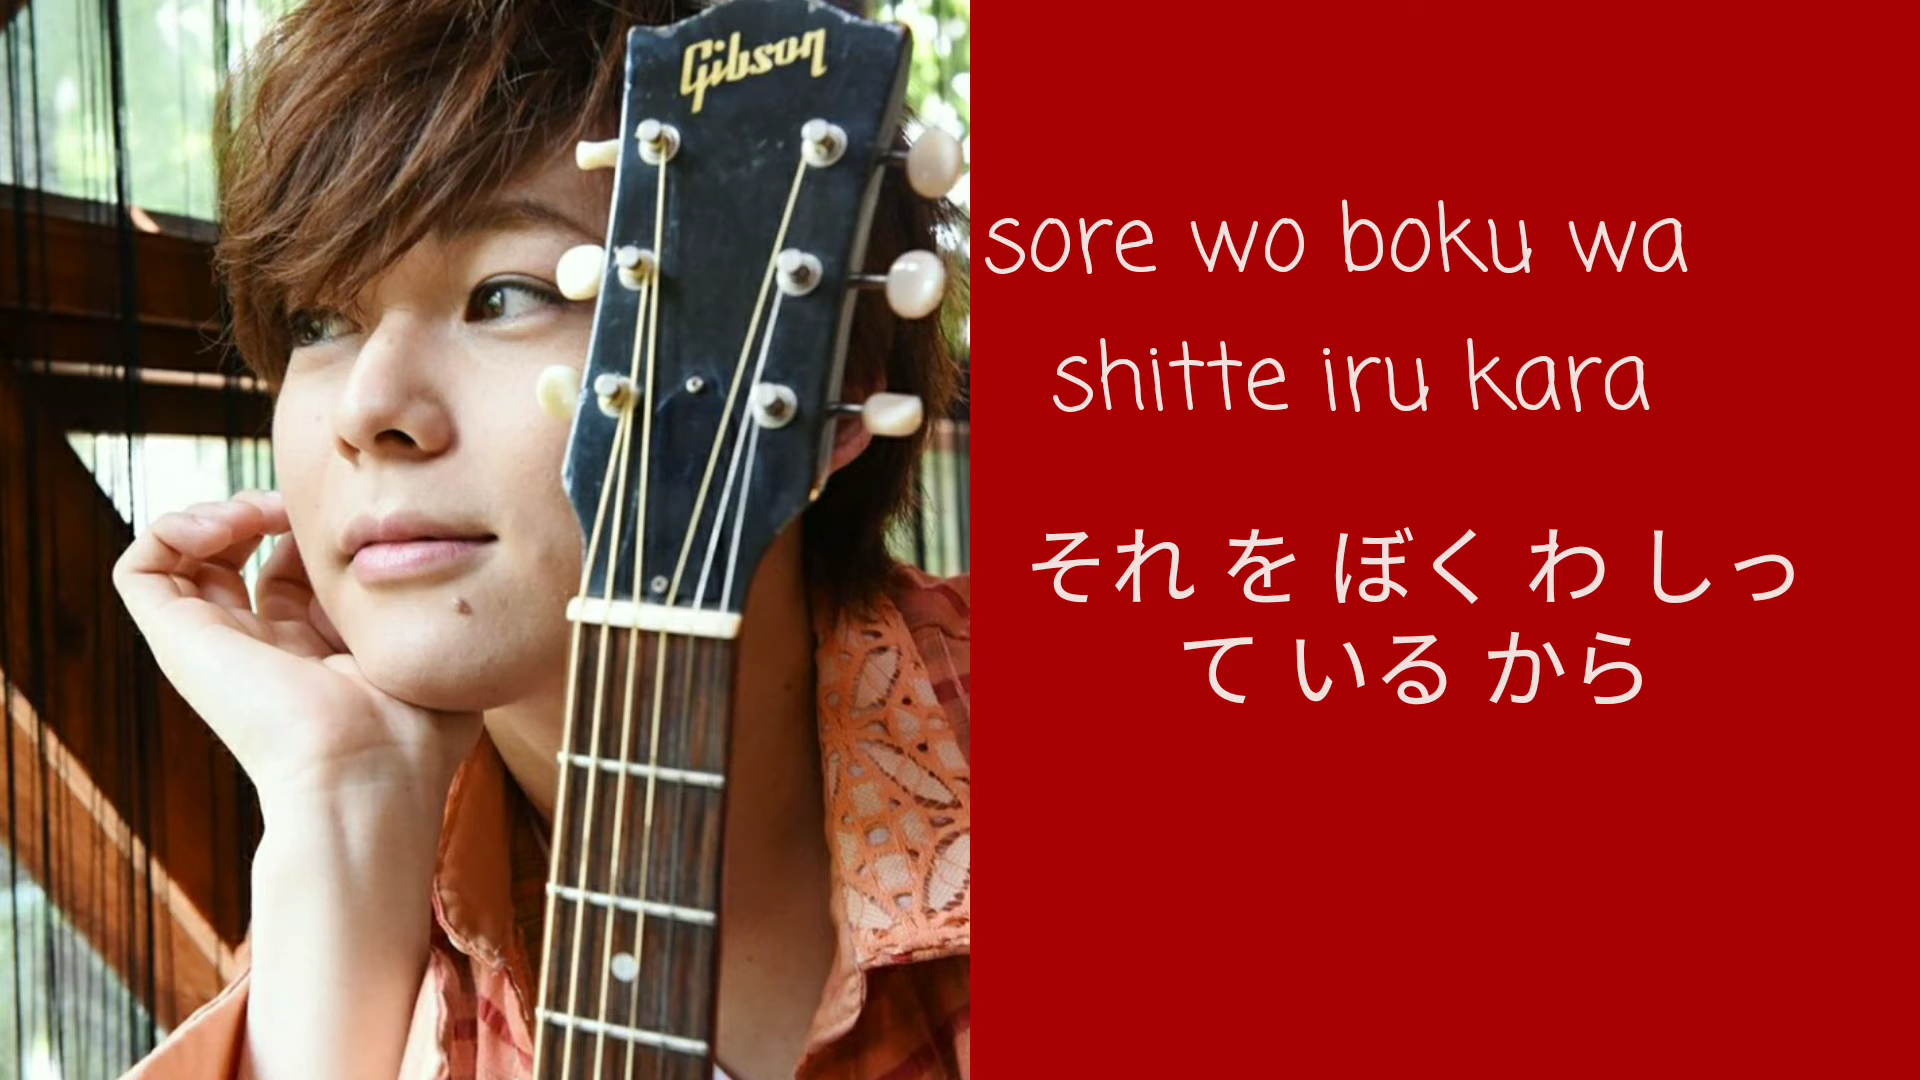 Gibson
sore wo boku wa
shitte iru kara
それ を ぼく わ しっ
て いる から